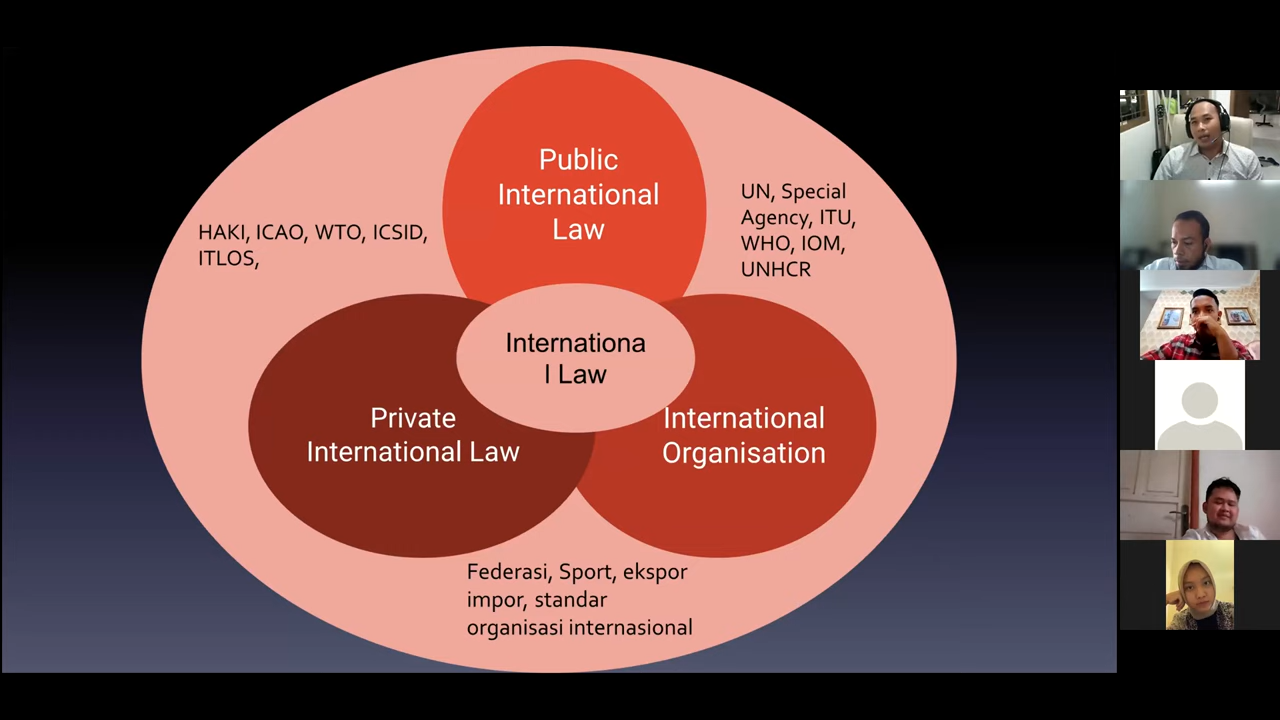 Public
International
Law
HAKI, ICAO, WTO, ICSID,
ITLOS,
UN, Special
Agency, ITU,
WHO, IOM,
UNHCR
Internationa
l Law
Private
International Law
International
Organisation
Federasi, Sport, ekspor
impor, standar
organisasi internasional